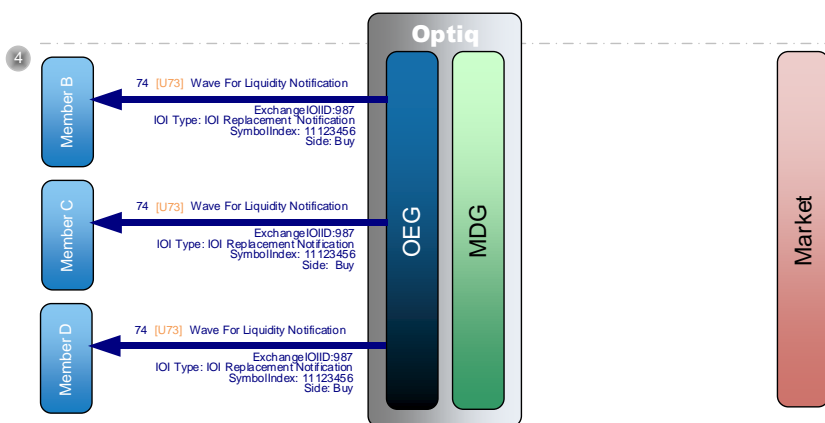 Optiq
4
Member B
74 [U73] Wave For Liquidity Notification
ExchangeIOIID:987
IOI Type: IOI Replacement Notification
SymbolIndex: 11123456
Side: Buy
Member C
74 [U73] Wave For Liquidity Notification
ExchangeIOIID:987
IOI Type: IOI Replacement Notification
SymbolIndex: 11123456
Side: Buy
Member D
74 [U73] Wave For Liquidity Notification
ExchangeIOIID:987
IOI Type: IOI Replacement Notification
SymbolIndex: 11123456
Side: Buy
OEG
MDG
Market